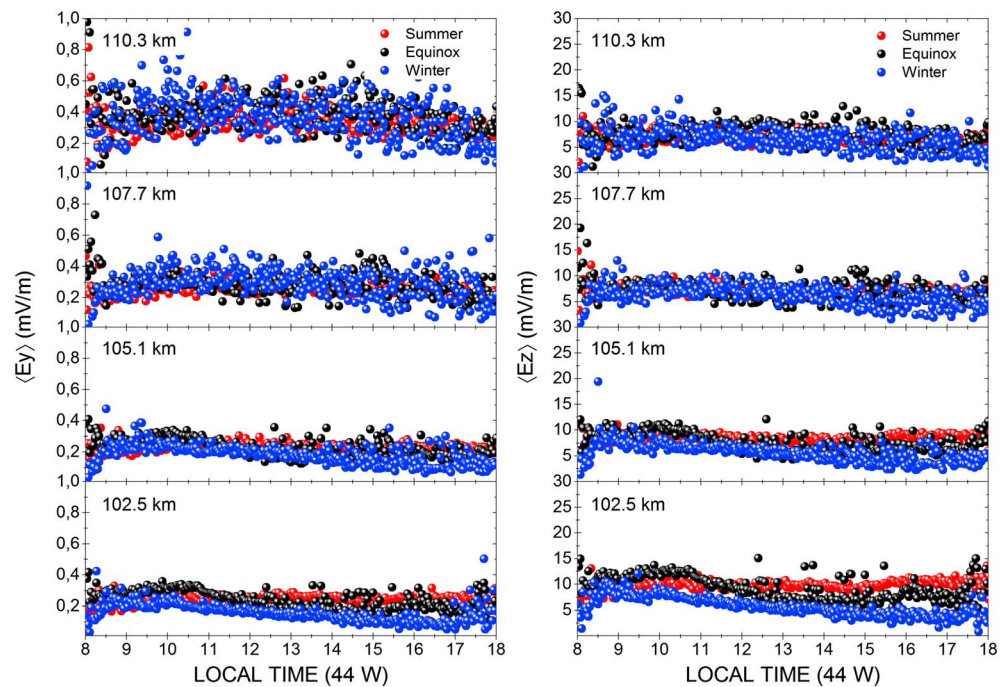 1,0
0,8
0,6
0,4
0,2
1,0
0,8
0,6
0,4
0,2
1,0
0,8
0,6
0,4
0,2
1,0
0,8
0,6
0,4
0,2
⟨Ey⟩ (mV/m)
110.3 km
Summer
Equinox
Winter
107.7 km
105.1 km
102.5 km
8 9 10 11 12 13 14 15 16 17 18
LOCAL TIME (44 W)
30
25
20
15
10
5
30
25
20
15
10
5
30
25
20
15
10
5
30
25
20
15
10
5
⟨Ez⟩ (mV/m)
110.3 km
Summer
Equinox
Winter
107.7 km
105.1 km
102.5 km
8 9 10 11 12 13 14 15 16 17 18
LOCAL TIME (44 W)